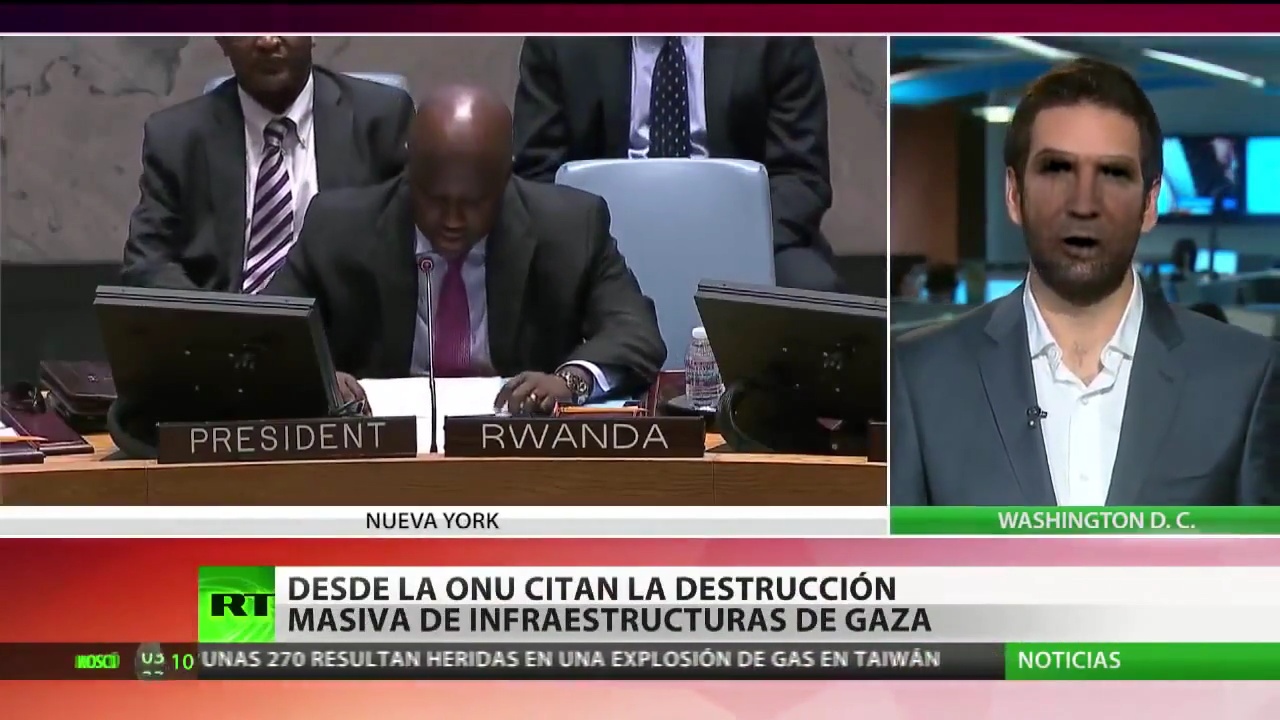 PRESIDENT
RWANDA
NUEVA YORK
WASHINGTON D. C.
RT
DESDE LA ONU CITAN LA DESTRUCCIÓN
MASIVA DE INFRAESTRUCTURAS DE GAZA
UNAS 270 RESULTAN HERIDAS EN UNA EXPLOSIÓN DE GAS EN TAIWÁN
NOTICIAS